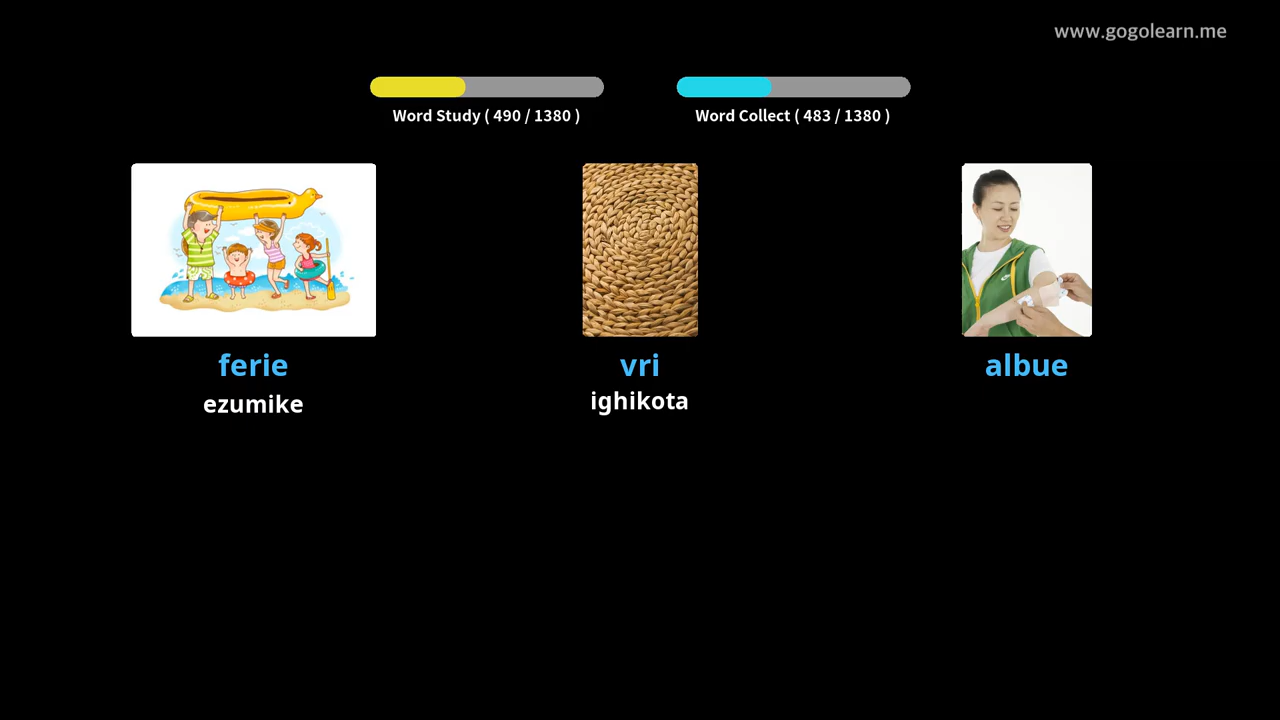 www.gogolearn.me
Word Study ( 490 / 1380 )
Word Collect ( 483 / 1380 )
ferie
vri
albue
ezumike
ighikota